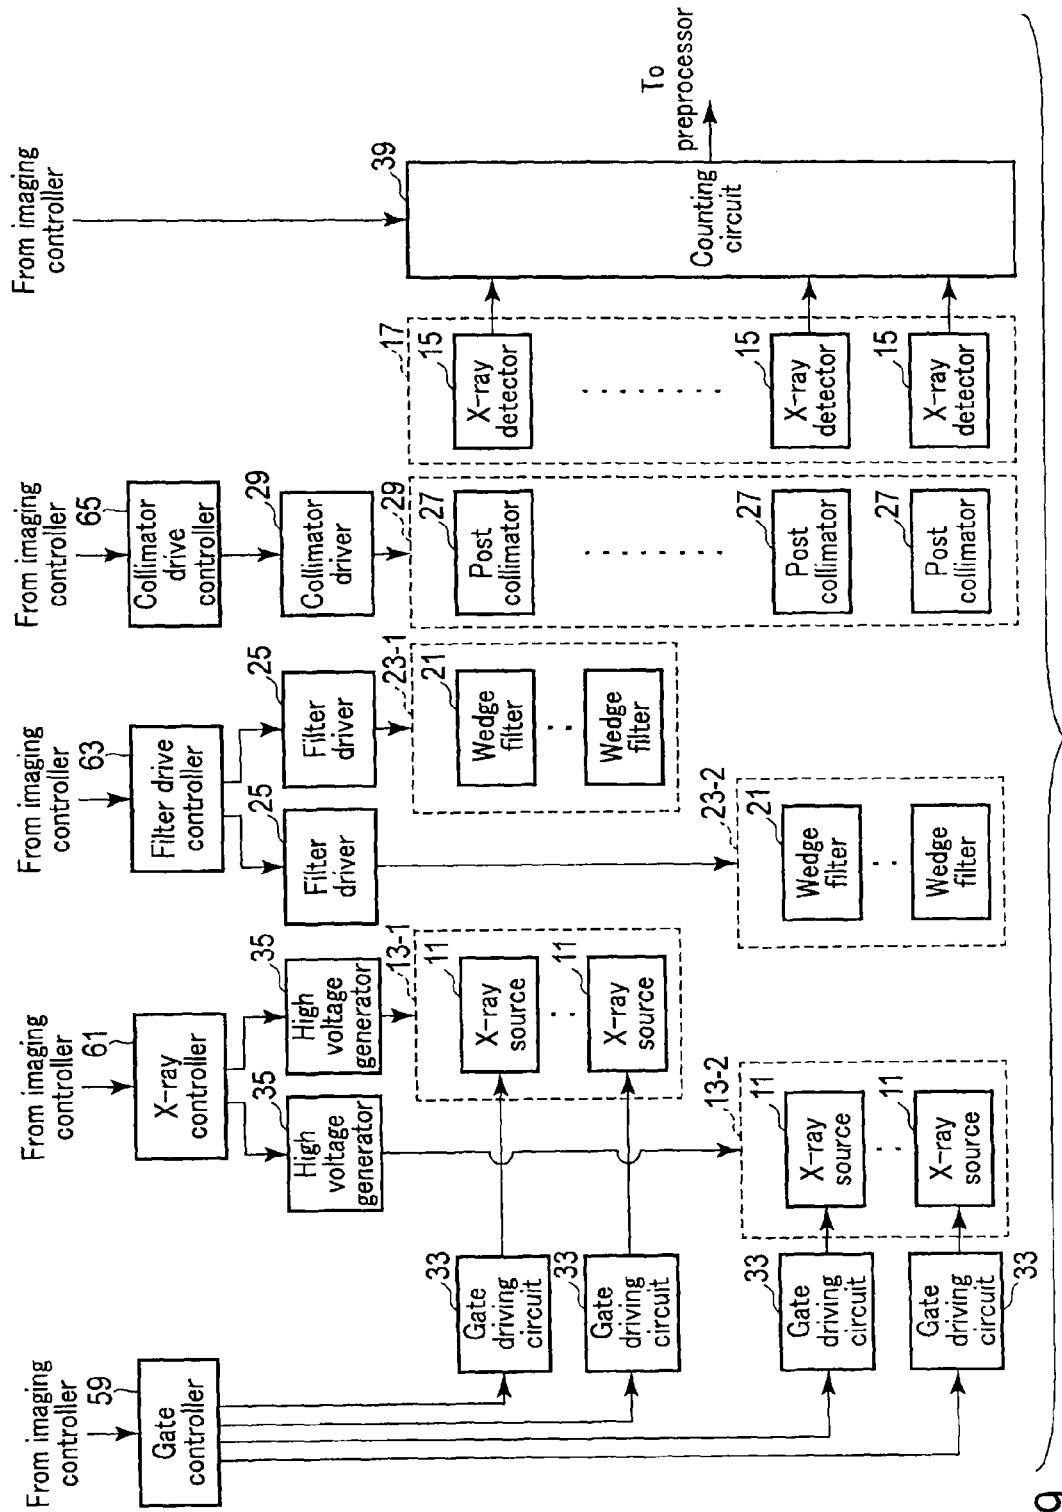 From imaging
controller
59
Gate
controller
33
Gate
driving
circuit
33
Gate
driving
circuit
33
Gate
driving
circuit
33
Gate
driving
circuit
From imaging
controller
61
X-ray
controller
35
High
voltage
generator
35
High
voltage
generator
13-1
11
X-ray
source
11
X-ray
source
13-2
11
X-ray
source
11
X-ray
source
From imaging
controller
63
Filter drive
controller
25
Filter
driver
25
Filter
driver
23-1
21
Wedge
filter
Wedge
filter
23-2
21
Wedge
filter
Wedge
filter
From imaging
controller
65
Collimator
drive
controller
29
Collimator
driver
29
27
Post
collimator
27
Post
collimator
27
Post
collimator
17
15
X-ray
detector
15
X-ray
detector
15
X-ray
detector
From imaging
controller
39
Counting
circuit
To
preprocessor